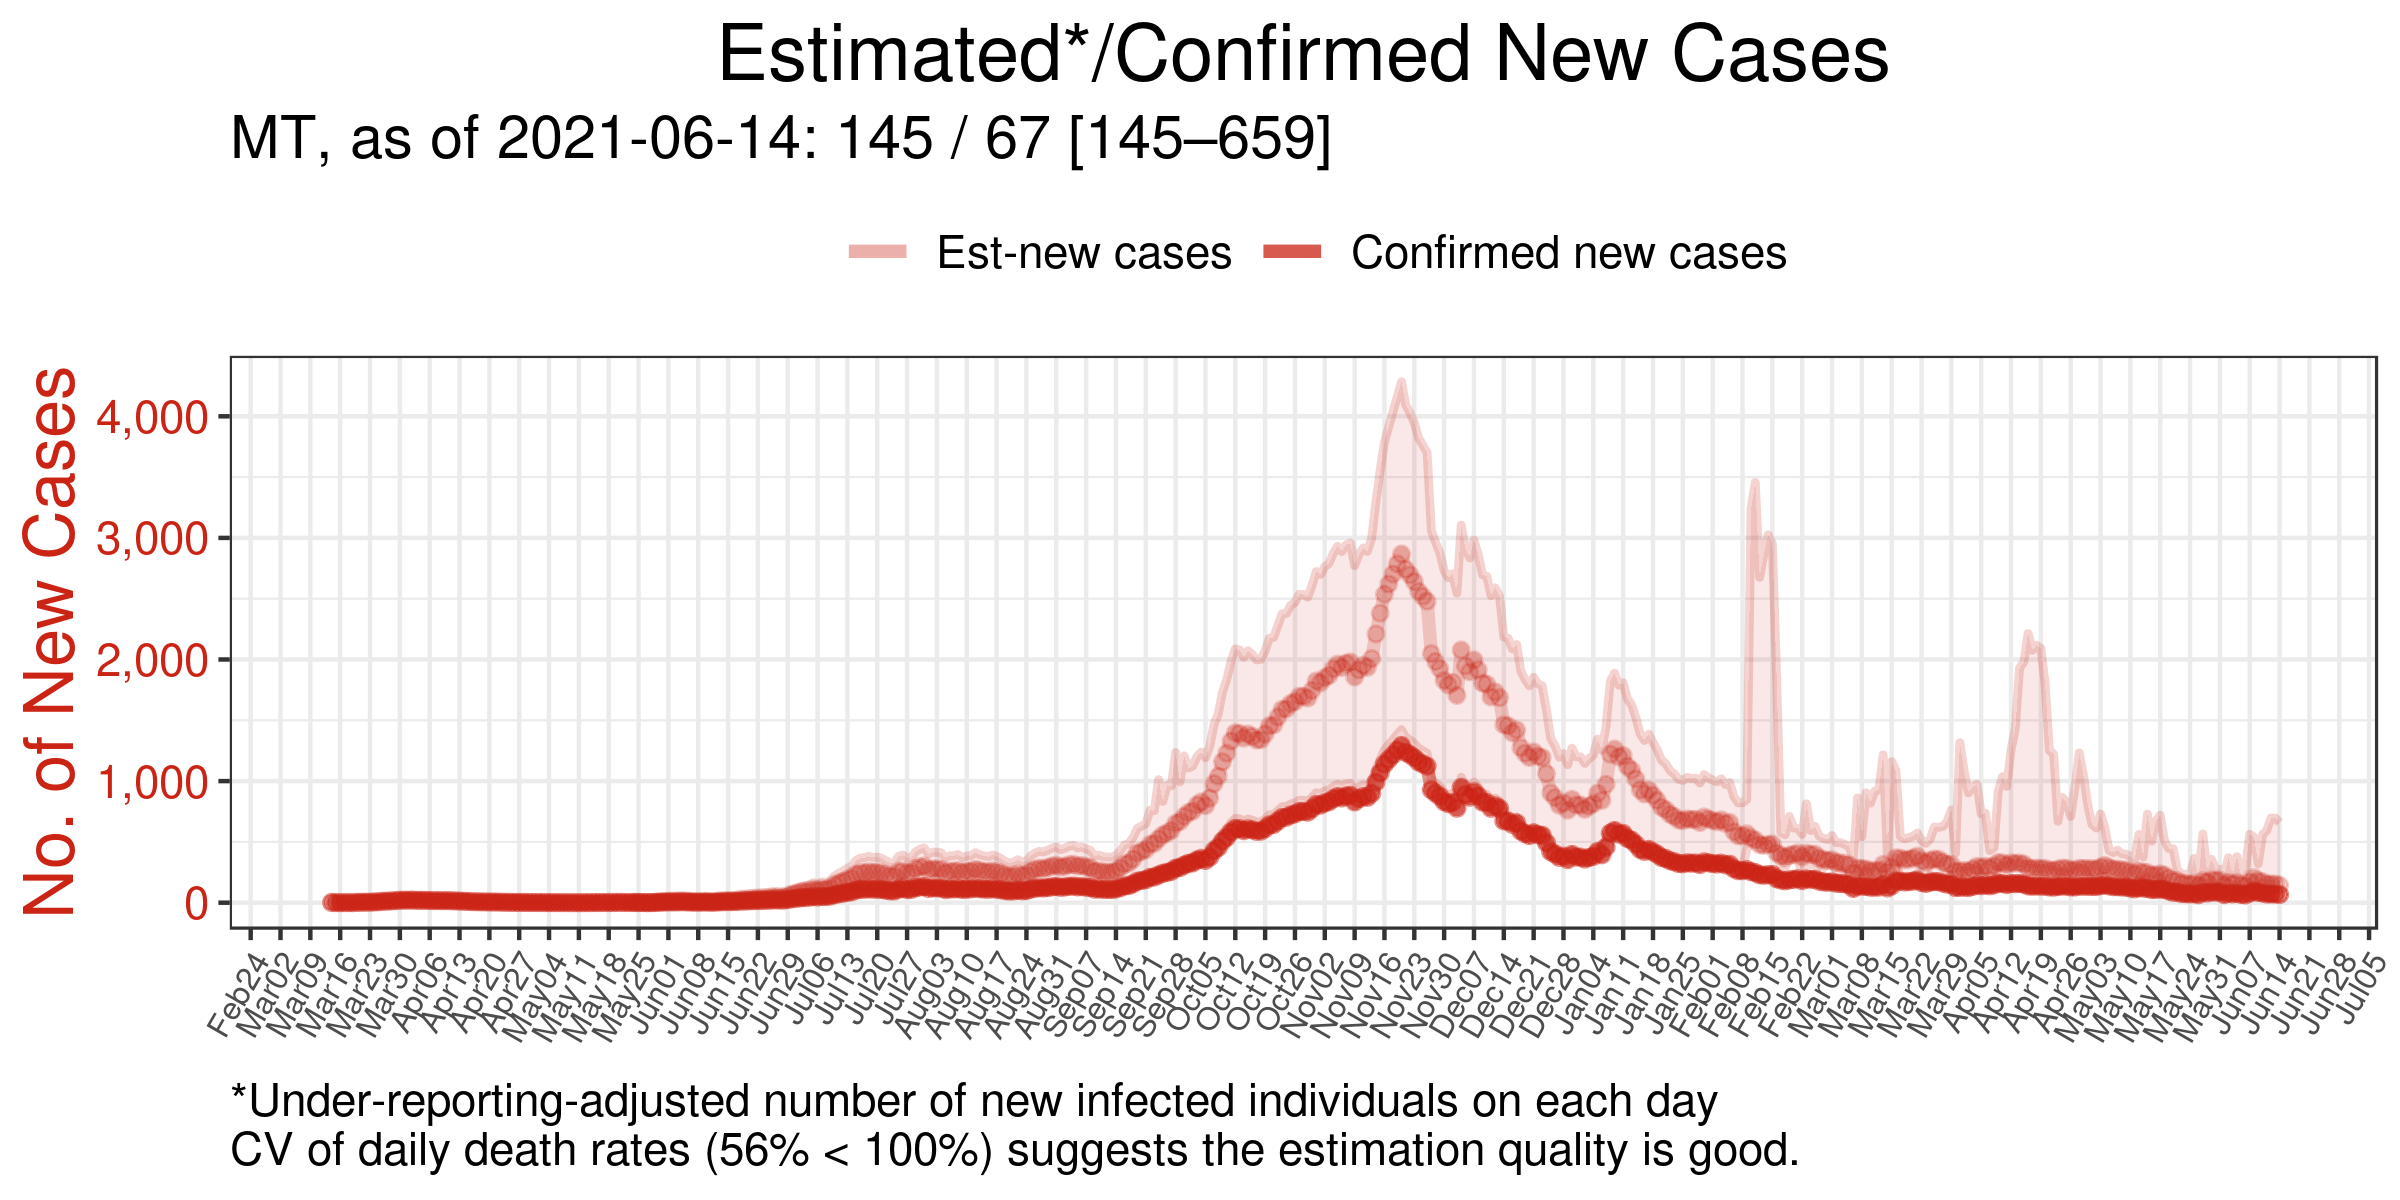 Estimated*/Confirmed New Cases
MT, as of 2021-06-14: 145 / 67 [145–659]
Est-new cases
Confirmed new cases
No. of New Cases
4,000
3,000
2,000
1,000
0
Feb24
Mar02
Mar09
Mar16
Mar23
Mar30
Apr06
Apr13
Apr20
Apr27
May04
May11
May18
May25
Jun01
Jun08
Jun15
Jun22
Jun29
Jul06
Jul13
Jul20
Jul27
Aug03
Aug10
Aug17
Aug24
Aug31
Sep07
Sep14
Sep21
Sep28
Oct05
Oct12
Oct19
Oct26
Nov02
Nov09
Nov16
Nov23
Nov30
Dec07
Dec14
Dec21
Dec28
Jan04
Jan11
Jan18
Jan25
Feb01
Feb08
Feb15
Feb22
Mar01
Mar08
Mar15
Mar22
Mar29
Apr05
Apr12
Apr19
Apr26
May03
May10
May17
May24
May31
Jun07
Jun14
Jun21
Jun28
Jul05
*Under-reporting-adjusted number of new infected individuals on each day
CV of daily death rates (56% < 100%) suggests the estimation quality is good.